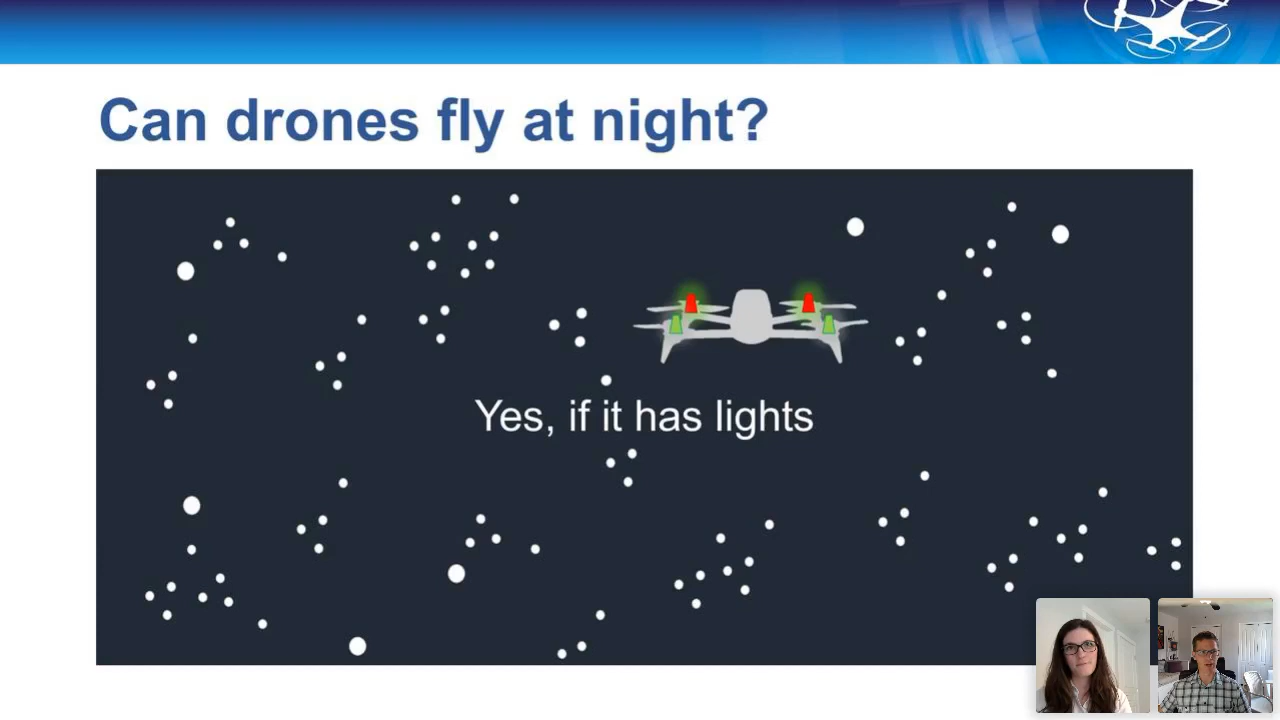 Can drones fly at night?
Yes, if it has lights